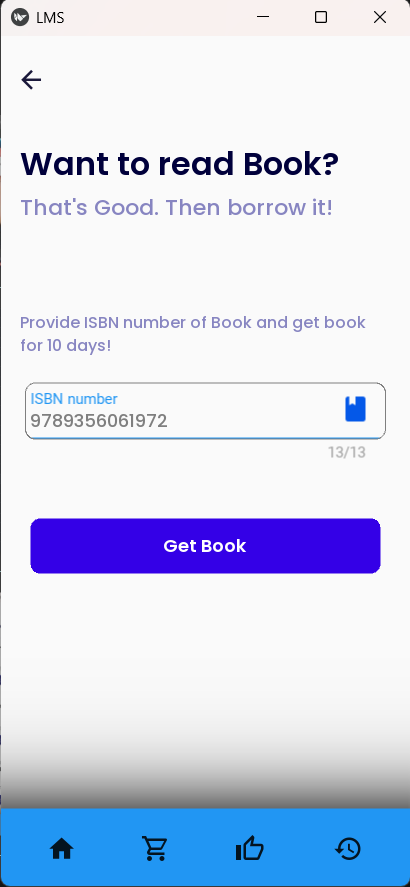 LMS
Want to read Book?
That's Good. Then borrow it!
Provide ISBN number of Book and get book
for 10 days!
ISBN number
9789356061972
13/13
Get Book